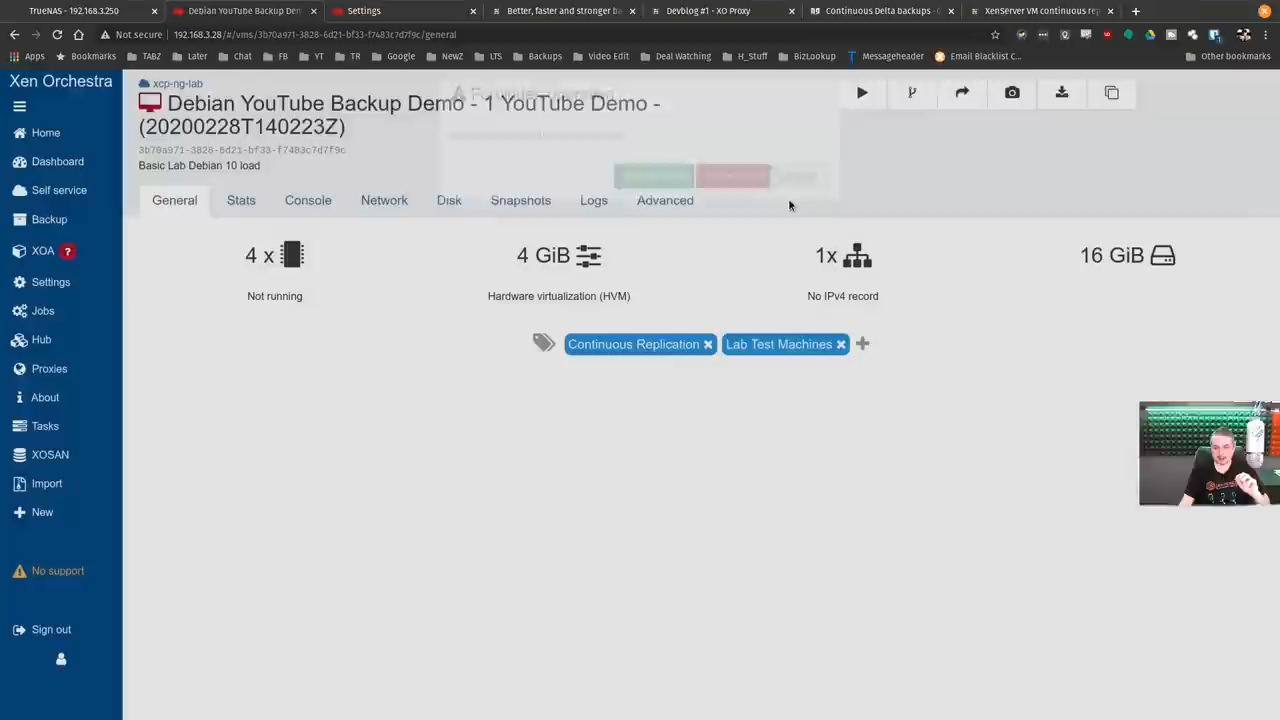 TrueNAS - 192.168.3.250
Debian YouTube Backup Den
Settings
Better, faster and stronger ba
Devblog #1 - XO Proxy
Continuous Delta backups
XenServer VM continuous rep
Not secure
192.168.3.28/#/vms/3b70a971-3828-6d21-bf33-f7483c7d7f9c/general
Apps
Bookmarks
TABZ
Later
Chat
FB
YT
TR
Google
NewZ
LTS
Backups
Video Edit
Deal Watching
H_Stuff
BizLookup
Messageheader
Email Blacklist C...
Other bookmarks
Xen Orchestra
Home
Dashboard
Self service
Backup
XOA ?
Settings
Jobs
Hub
Proxies
About
Tasks
XOSAN
Import
New
No support
Sign out
xcp-ng-lab
Debian YouTube Backup Demo - 1 YouTube Demo -
(20200228T140223Z)
3b70a971-3828-6d21-bf33-f7483c7d7f9c
Basic Lab Debian 10 load
General
Stats
Console
Network
Disk
Snapshots
Logs
Advanced
4 x
4 GiB
1x
16 GiB
Not running
Hardware virtualization (HVM)
No IPv4 record
Continuous Replication
Lab Test Machines